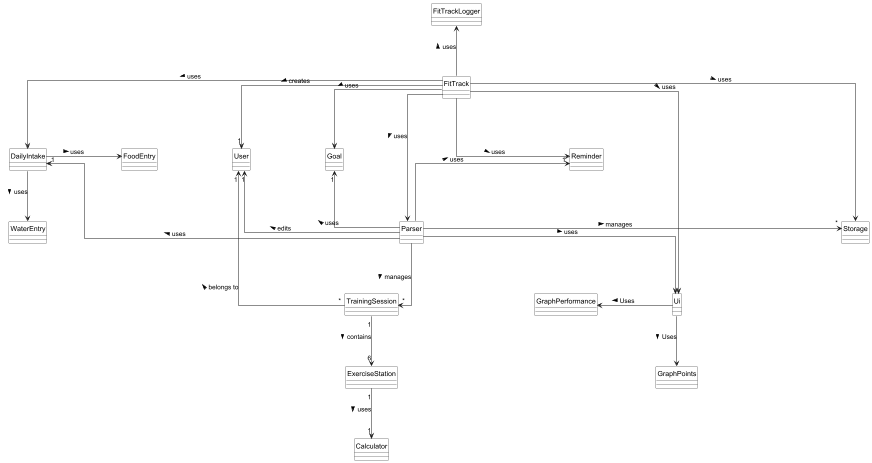 FitTrackLogger
uses
FitTrack
uses
creates
uses
uses
uses
uses
uses
DailyIntake
uses
FoodEntry
1
User
1
Goal
Reminder
1
uses
uses
WaterEntry
1
1
1
uses
edits
uses
Parser
manages
uses
*
Storage
belongs to
manages
*
TrainingSession
*
GraphPerformance
Uses
Ui
1
contains
6
Uses
ExerciseStation
GraphPoints
1
uses
1
Calculator